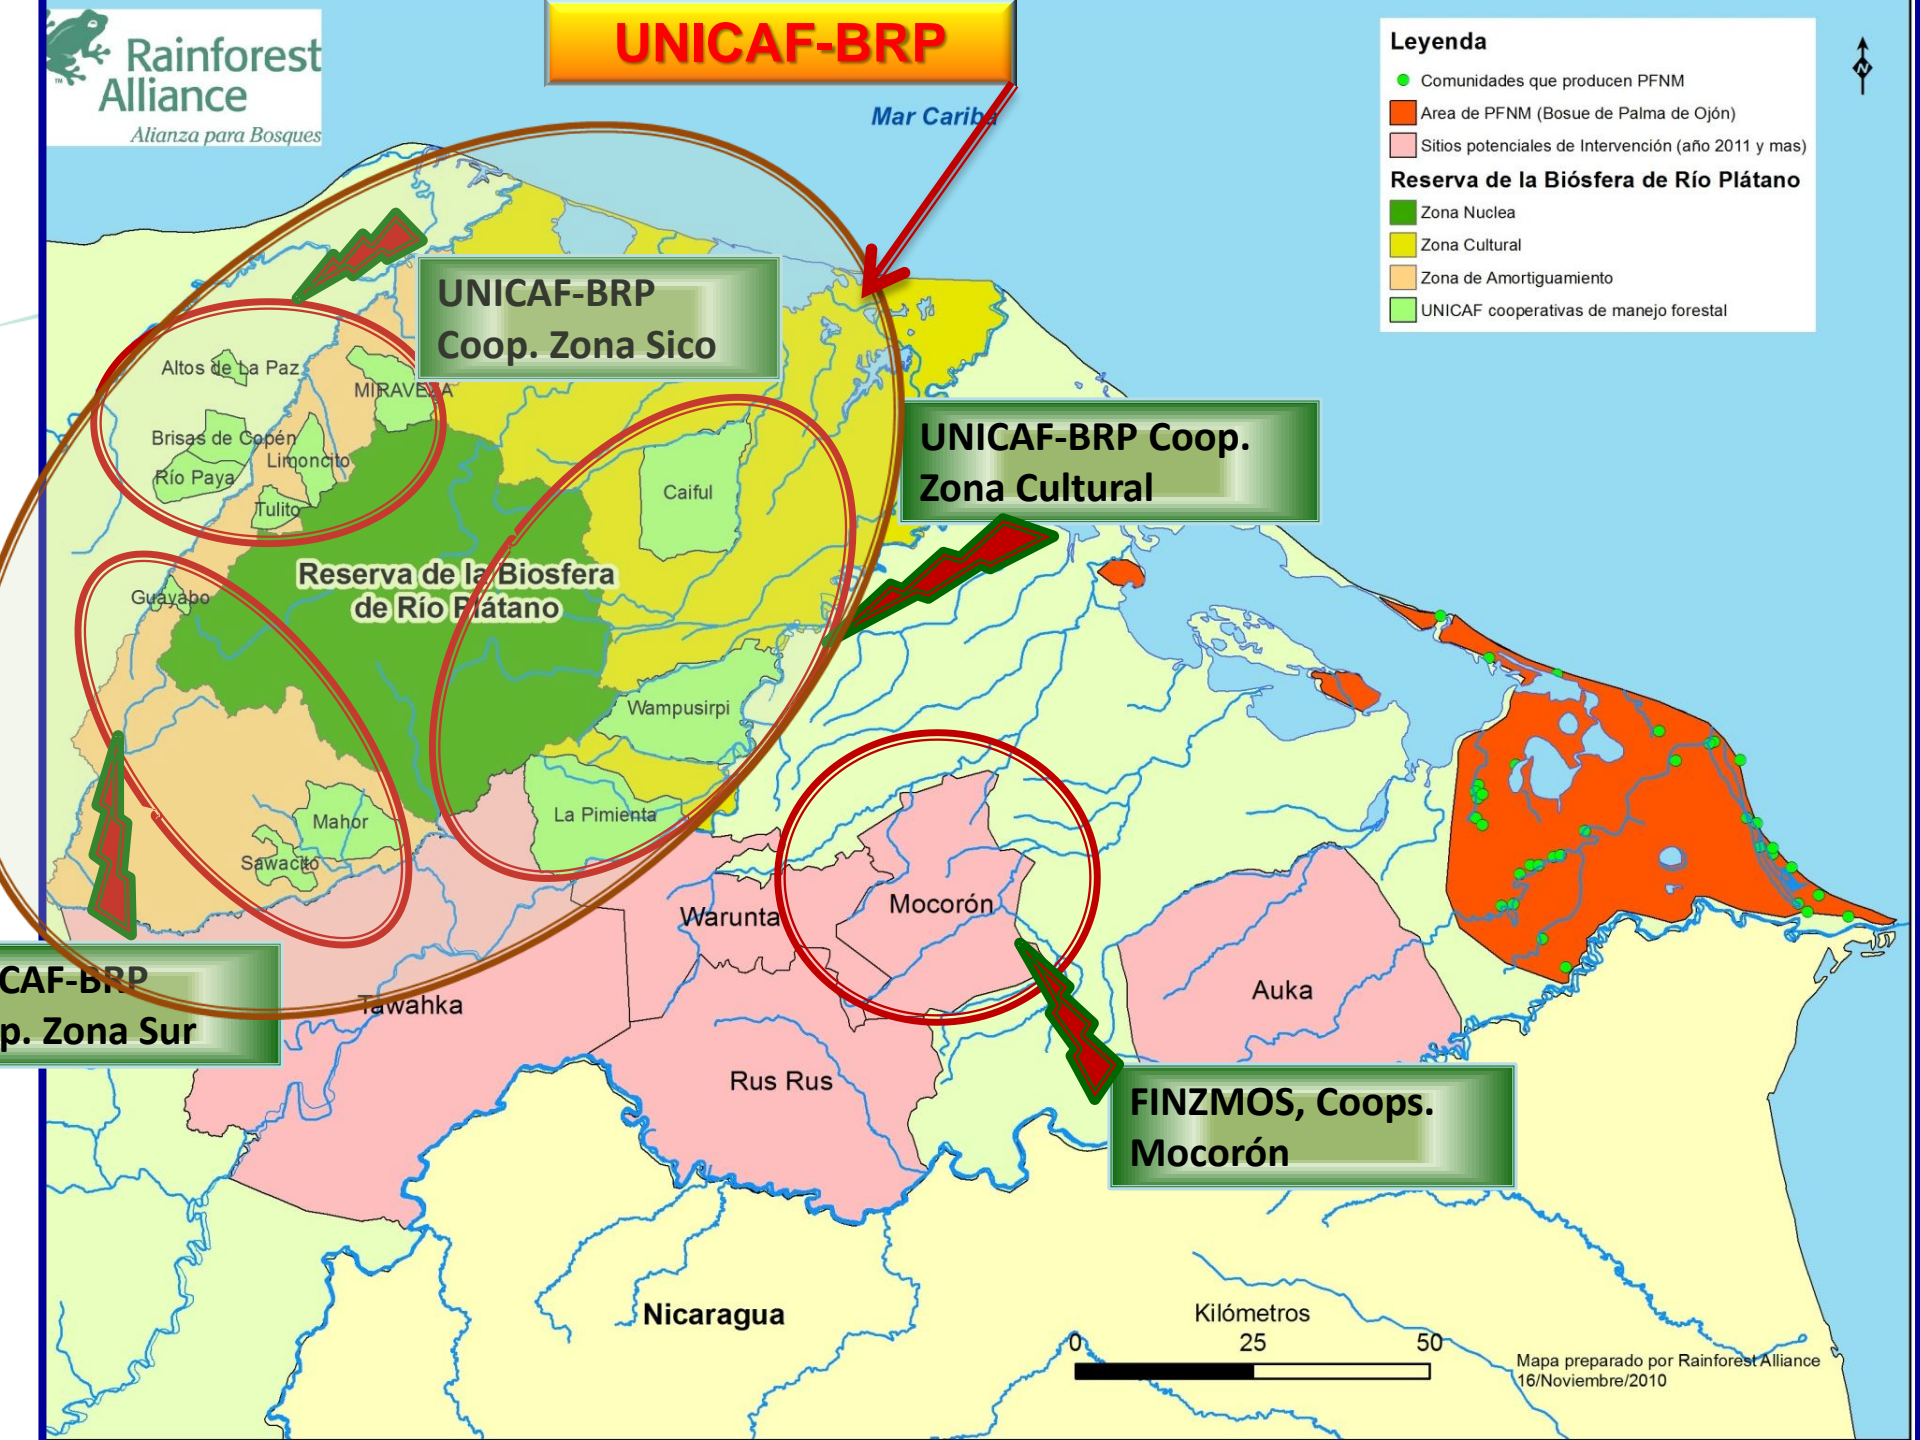 Rainforest
Alliance
™
Alianza para Bosques
UNICAF-BRP
Mar Caribe
Leyenda
Comunidades que producen PFNM
Area de PFNM (Bosue de Palma de Ojón)
Sitios potenciales de Intervención (año 2011 y mas)
Reserva de la Biósfera de Río Plátano
Zona Nuclea
Zona Cultural
Zona de Amortiguamiento
UNICAF cooperativas de manejo forestal
N
UNICAF-BRP
Coop. Zona Sico
Altos de La Paz
MIRAVEZA
Brisas de Copén
Limoncito
Río Paya
Tulito
Caiful
UNICAF-BRP Coop.
Zona Cultural
Reserva de la Biosfera
de Río Plátano
Guayabo
Wampusirpi
La Pimienta
Mahor
Sawacito
Warunta
Mocorón
Auka
Tawahka
Rus Rus
CAF-BRP
p. Zona Sur
FINZMOS, Coops.
Mocorón
Nicaragua
Kilómetros
0 25 50
Mapa preparado por Rainforest Alliance
16/Noviembre/2010